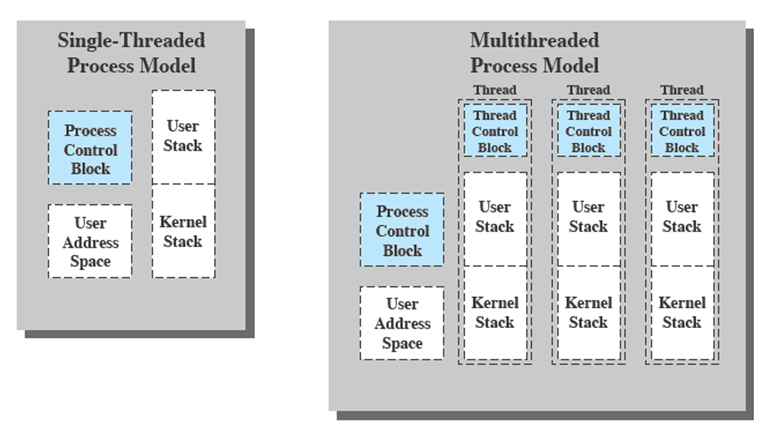 Single-Threaded
Process Model
Process
Control
Block
User
Stack
User
Address
Space
Kernel
Stack
Multithreaded
Process Model
Thread
Thread
Thread
Thread
Control
Block
Thread
Control
Block
Thread
Control
Block
Process
Control
Block
User
Stack
User
Stack
User
Stack
User
Address
Space
Kernel
Stack
Kernel
Stack
Kernel
Stack